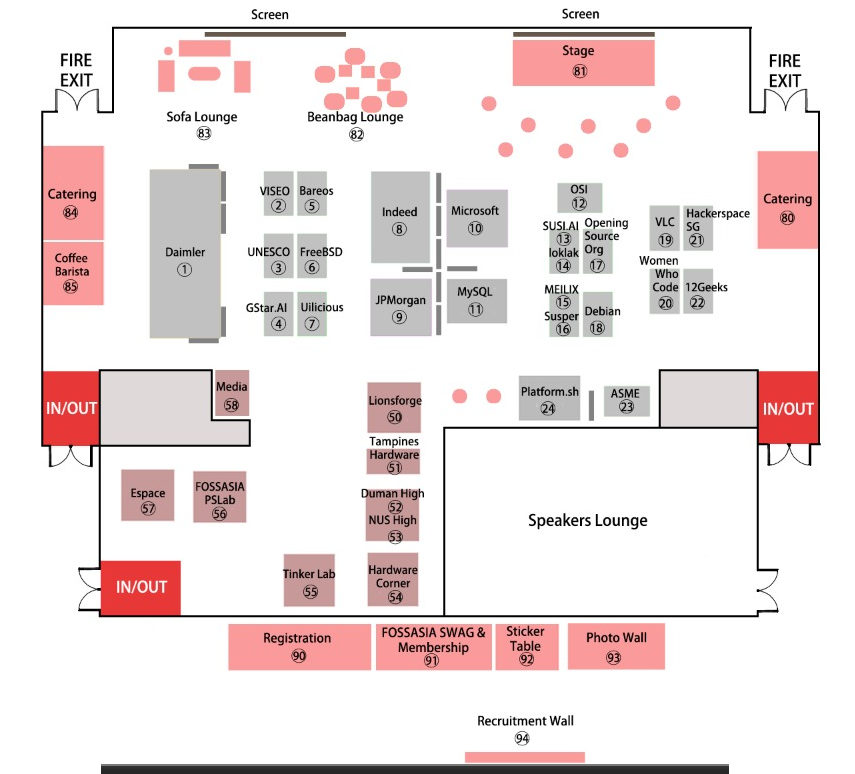 Screen
Screen
FIRE
EXIT
Stage
81
FIRE
EXIT
Sofa Lounge
83
Beanbag Lounge
82
Catering
84
Coffee
Barista
85
Daimler
1
VISEO
2
Bareos
5
UNESCO
3
FreeBSD
6
GStar.AI
4
Uilicious
7
Indeed
8
JPMorgan
9
Microsoft
10
MySQL
11
OSI
12
SUSI.AI
13
loklak
14
Opening
Source
Org
17
MEILIX
15
Susper
16
Debian
18
VLC
19
Hackerspace
SG
21
Women
Who
Code
20
12Geeks
22
Catering
80
IN/OUT
Media
58
Lionsforge
50
Platform.sh
24
ASME
23
IN/OUT
Tampines
Hardware
51
Espace
57
FOSSASIA
PSLab
56
Duman High
52
NUS High
53
Speakers Lounge
IN/OUT
Tinker Lab
55
Hardware
Corner
54
Registration
90
FOSSASIA SWAG &
Membership
91
Sticker
Table
92
Photo Wall
93
Recruitment Wall
94